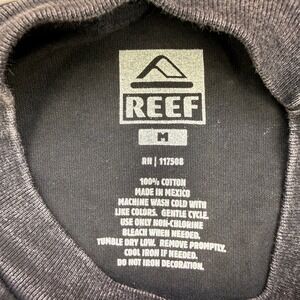 REEF
M
RN | 117508
100% COTTON
MADE IN MEXICO
MACHINE WASH COLD WITH
LIKE COLORS. GENTLE CYCLE.
USE ONLY NON-CHLORINE
BLEACH WHEN NEEDED.
TUMBLE DRY LOW. REMOVE PROMPTLY.
COOL IRON IF NEEDED.
DO NOT IRON DECORATION.